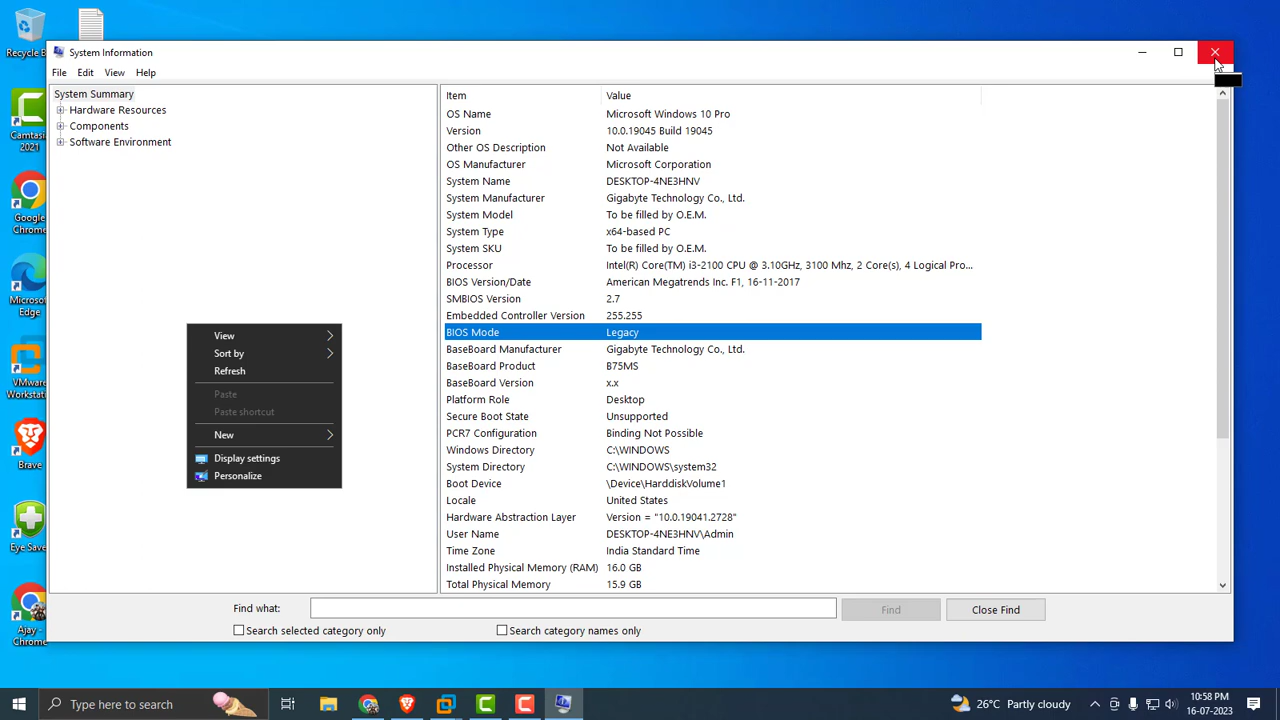 Recycle B
System Information
File Edit View Help
System Summary
Hardware Resources
Components
Software Environment
Camtasia
2021
Google
Chrome
Microsof
Edge
VMware
Workstati
Brave
Eye Save
Ajay -
Chrome
View
Sort by
Refresh
Paste
Paste shortcut
New
Display settings
Personalize
Item Value
OS Name Microsoft Windows 10 Pro
Version 10.0.19045 Build 19045
Other OS Description Not Available
OS Manufacturer Microsoft Corporation
System Name DESKTOP-4NE3HNV
System Manufacturer Gigabyte Technology Co., Ltd.
System Model To be filled by O.E.M.
System Type x64-based PC
System SKU To be filled by O.E.M.
Processor Intel(R) Core(TM) i3-2100 CPU @ 3.10GHz, 3100 Mhz, 2 Core(s), 4 Logical Pro...
BIOS Version/Date American Megatrends Inc. F1, 16-11-2017
SMBIOS Version 2.7
Embedded Controller Version 255.255
BIOS Mode Legacy
BaseBoard Manufacturer Gigabyte Technology Co., Ltd.
BaseBoard Product B75MS
BaseBoard Version x.x
Platform Role Desktop
Secure Boot State Unsupported
PCR7 Configuration Binding Not Possible
Windows Directory C:\WINDOWS
System Directory C:\WINDOWS\system32
Boot Device \Device\HarddiskVolume1
Locale United States
Hardware Abstraction Layer Version = "10.0.19041.2728"
User Name DESKTOP-4NE3HNV\Admin
Time Zone India Standard Time
Installed Physical Memory (RAM) 16.0 GB
Total Physical Memory 15.9 GB
Find what: Find Close Find
Search selected category only Search category names only
Type here to search
26°C Partly cloudy
10:58 PM
16-07-2023